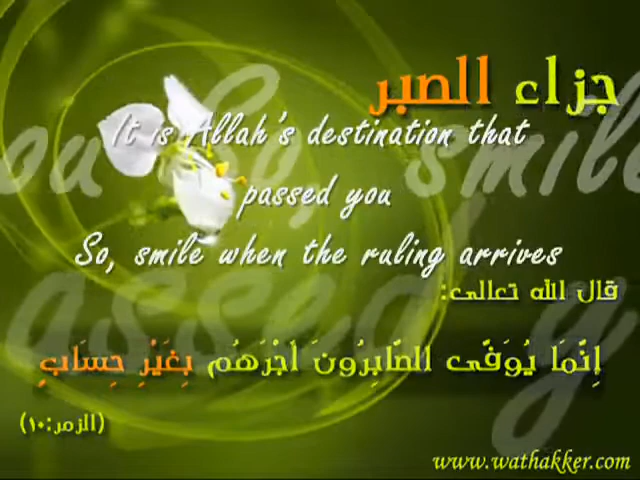 جزاء الصبر
It is Allah's destination that
passed you
So, smile when the ruling arrives
قال الله تعالى:
إِنَّمَا يُوَفَّى الصَّابِرُونَ أَجْرَهُم بِغَيْرِ حِسَابٍ
(الزمر:١٠)
www.wathakker.com